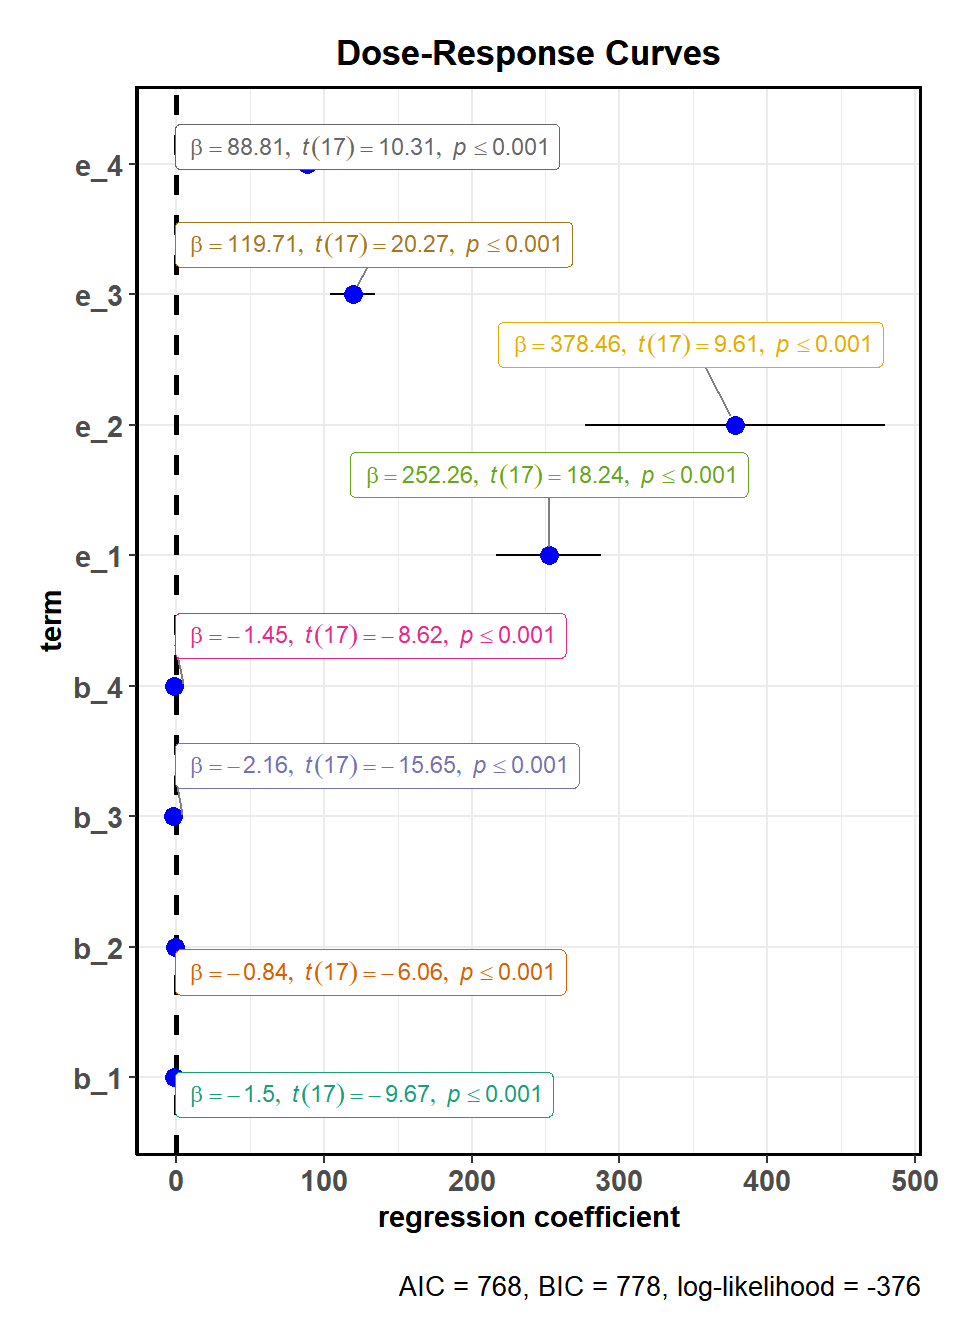 Dose-Response Curves
e_4
β = 88.81, t(17) = 10.31, p ≤ 0.001
β = 119.71, t(17) = 20.27, p ≤ 0.001
e_3
β = 378.46, t(17) = 9.61, p ≤ 0.001
e_2
β = 252.26, t(17) = 18.24, p ≤ 0.001
e_1
term
β = −1.45, t(17) = −8.62, p ≤ 0.001
b_4
β = −2.16, t(17) = −15.65, p ≤ 0.001
b_3
b_2
β = −0.84, t(17) = −6.06, p ≤ 0.001
b_1
β = −1.5, t(17) = −9.67, p ≤ 0.001
0 100 200 300 400 500
regression coefficient
AIC = 768, BIC = 778, log-likelihood = -376